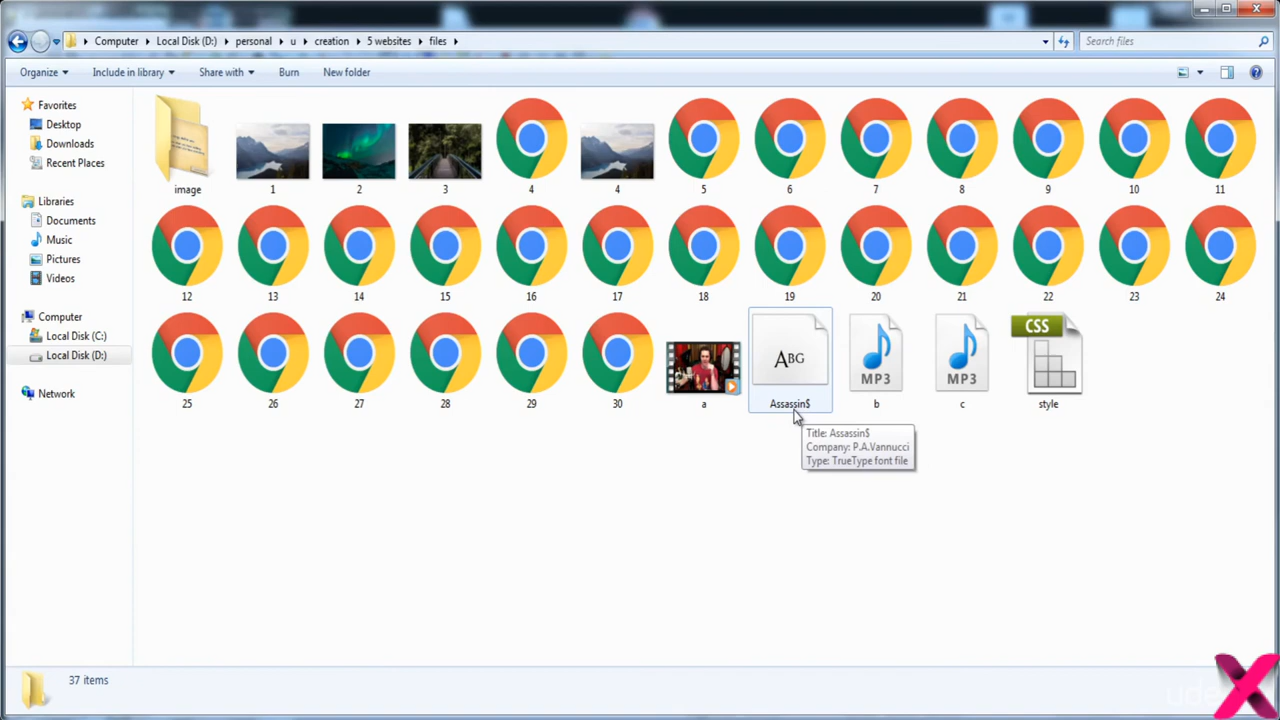 Computer ▸ Local Disk (D:) ▸ personal ▸ u ▸ creation ▸ 5 websites ▸ files ▸
Search files
Organize Include in library Share with Burn New folder
Favorites
Desktop
Downloads
Recent Places
Libraries
Documents
Music
Pictures
Videos
Computer
Local Disk (C:)
Local Disk (D:)
Network
image 1 2 3 4 4 5 6 7 8 9 10 11
12 13 14 15 16 17 18 19 20 21 22 23 24
ABG
MP3
MP3
CSS
25 26 27 28 29 30 a Assassin$ b c style
Title: Assassin$
Company: P.A.Vannucci
Type: TrueType font file
37 items